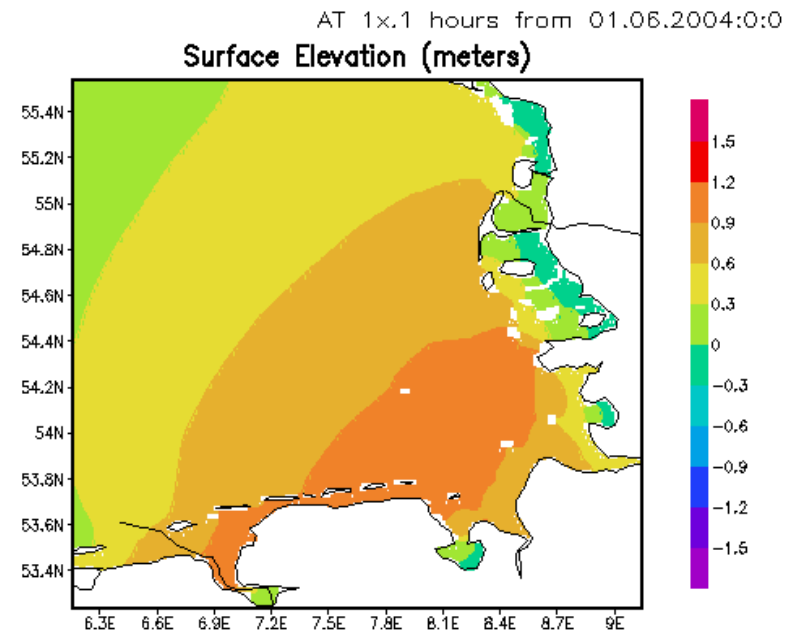 AT 1x.1 hours from 01.06.2004:0:0
Surface Elevation (meters)
55.4N
55.2N
55N
54.8N
54.6N
54.4N
54.2N
54N
53.8N
53.6N
53.4N
6.3E 6.6E 6.9E 7.2E 7.5E 7.8E 8.1E 8.4E 8.7E 9E
1.5
1.2
0.9
0.6
0.3
0
-0.3
-0.6
-0.9
-1.2
-1.5